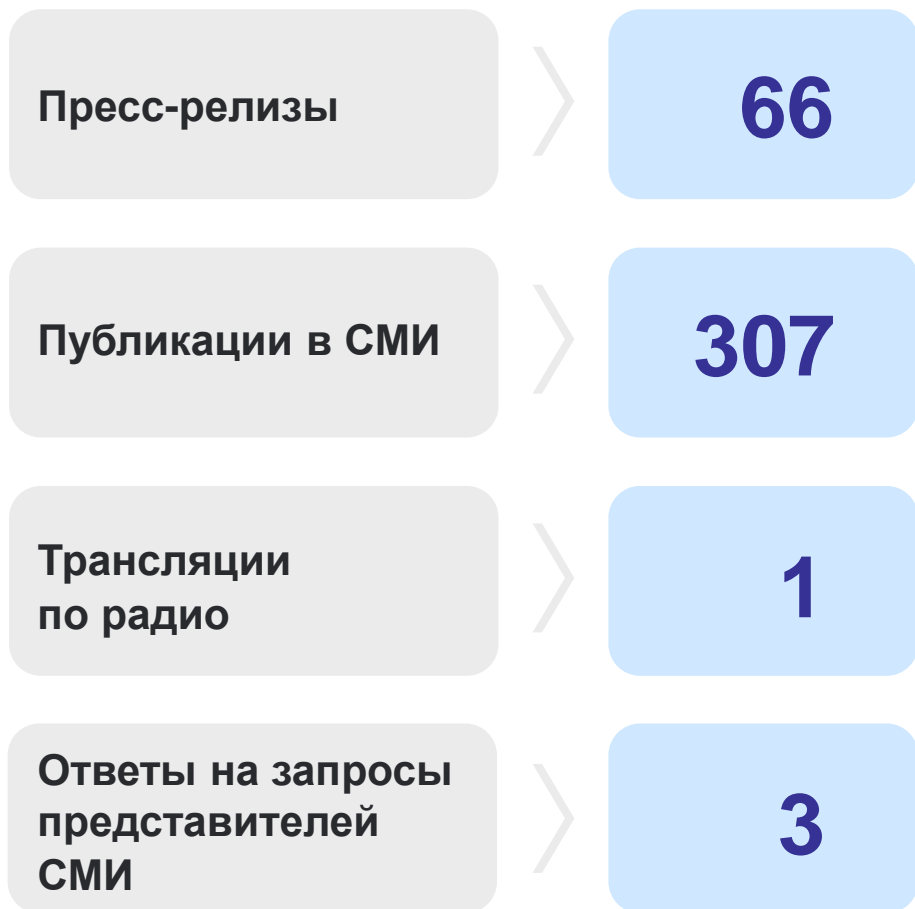 Пресс-релизы
66
Публикации в СМИ
307
Трансляции
по радио
1
Ответы на запросы
представителей
СМИ
3